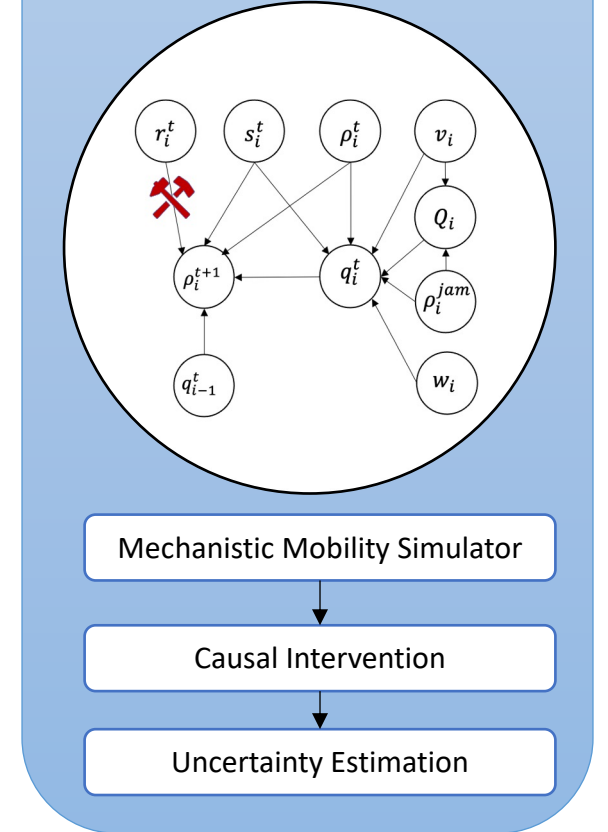 r_i^t s_i^t ρ_i^t v_i
Q_i
ρ_i^{t+1} q_i^t ρ_i^{jam}
q_{i-1}^t w_i
Mechanistic Mobility Simulator
Causal Intervention
Uncertainty Estimation